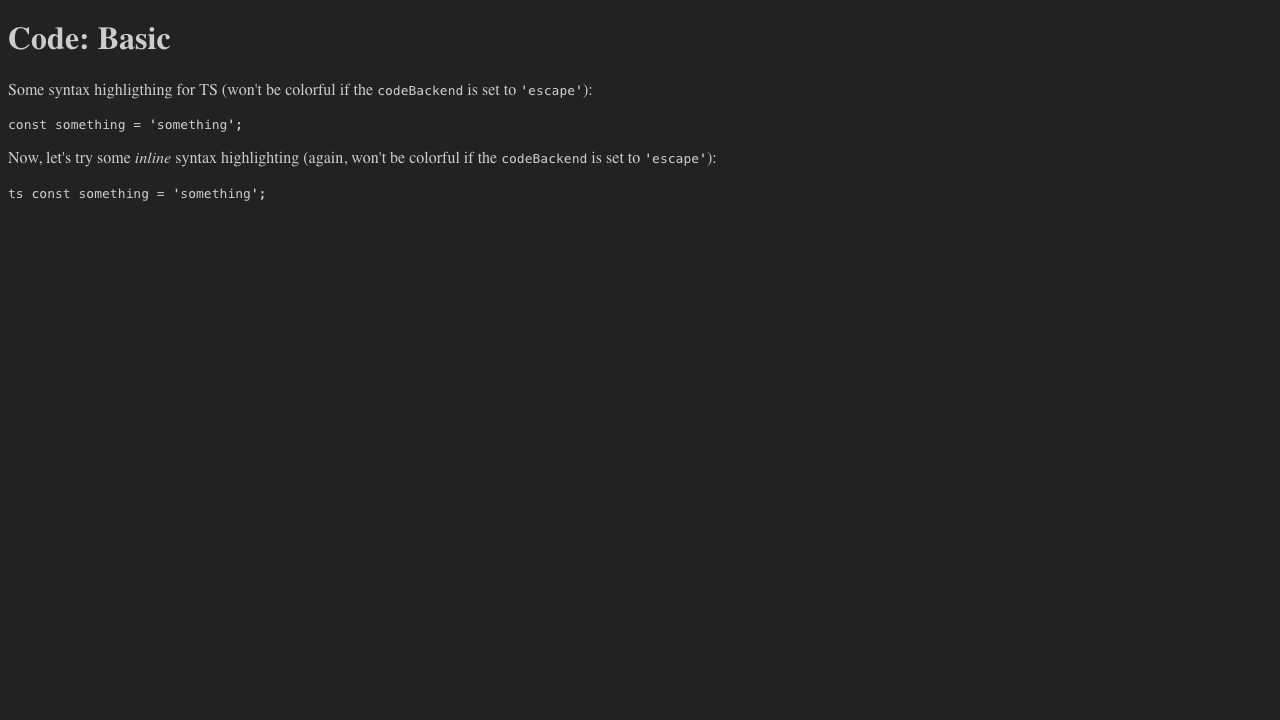 Code: Basic
Some syntax highligthing for TS (won't be colorful if the codeBackend is set to 'escape'):
const something = 'something';
Now, let's try some inline syntax highlighting (again, won't be colorful if the codeBackend is set to 'escape'):
ts const something = 'something';